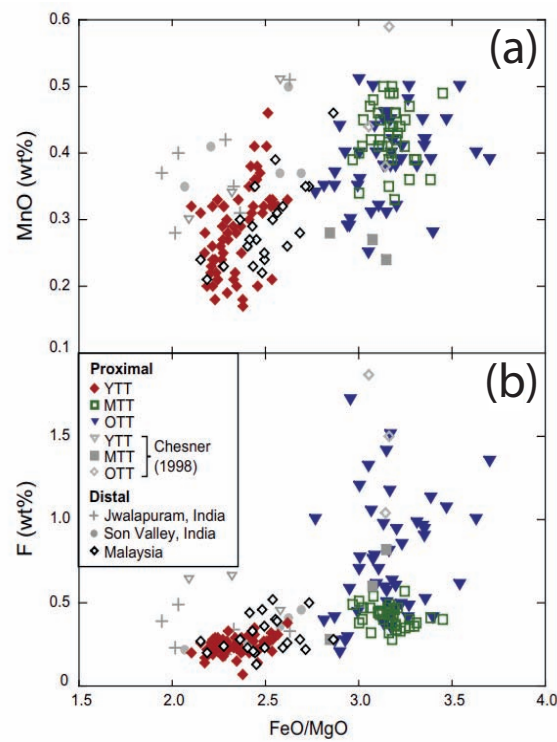 (a)
0.6
0.5
0.4
0.3
0.2
0.1
MnO (wt%)
(b)
Proximal
YTT
MTT
OTT
YTT
MTT
OTT
Chesner
(1998)
Distal
Jwalapuram, India
Son Valley, India
Malaysia
1.5
1.0
0.5
0
F (wt%)
1.5 2.0 2.5 3.0 3.5 4.0
FeO/MgO